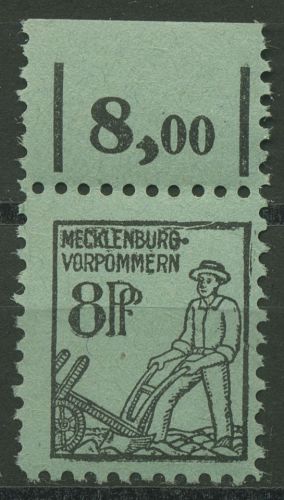 8,00
MECKLENBURG-
VORPOMMERN
8Pf